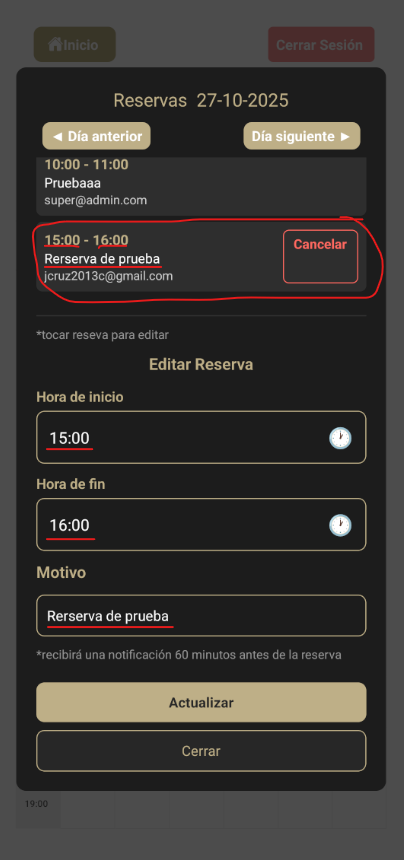 Inicio
Cerrar Sesión
Reservas 27-10-2025
◄ Día anterior
Día siguiente ►
10:00 - 11:00
Pruebaaa
super@admin.com
15:00 - 16:00
Cancelar
Rerserva de prueba
jcruz2013c@gmail.com
*tocar reseva para editar
Editar Reserva
Hora de inicio
15:00
Hora de fin
16:00
Motivo
Rerserva de prueba
*recibirá una notificación 60 minutos antes de la reserva
Actualizar
Cerrar
19:00